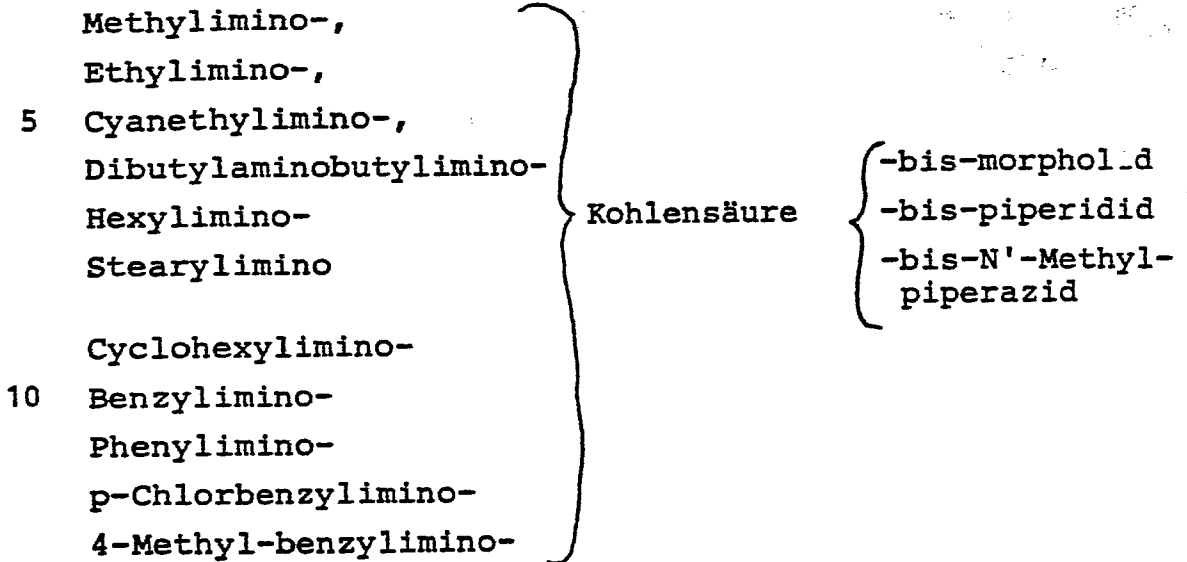 Methylimino-,
Ethylimino-,
5 Cyanethylimino-,
Dibutylaminobutylimino-
Hexylimino-
Stearylimino
Kohlensäure
-bis-piperidid
-bis-N'-Methyl-
piperazid
Cyclohexylimino-
10 Benzylimino-
Phenylimino-
p-Chlorbenzylimino-
4-Methyl-benzylimino-